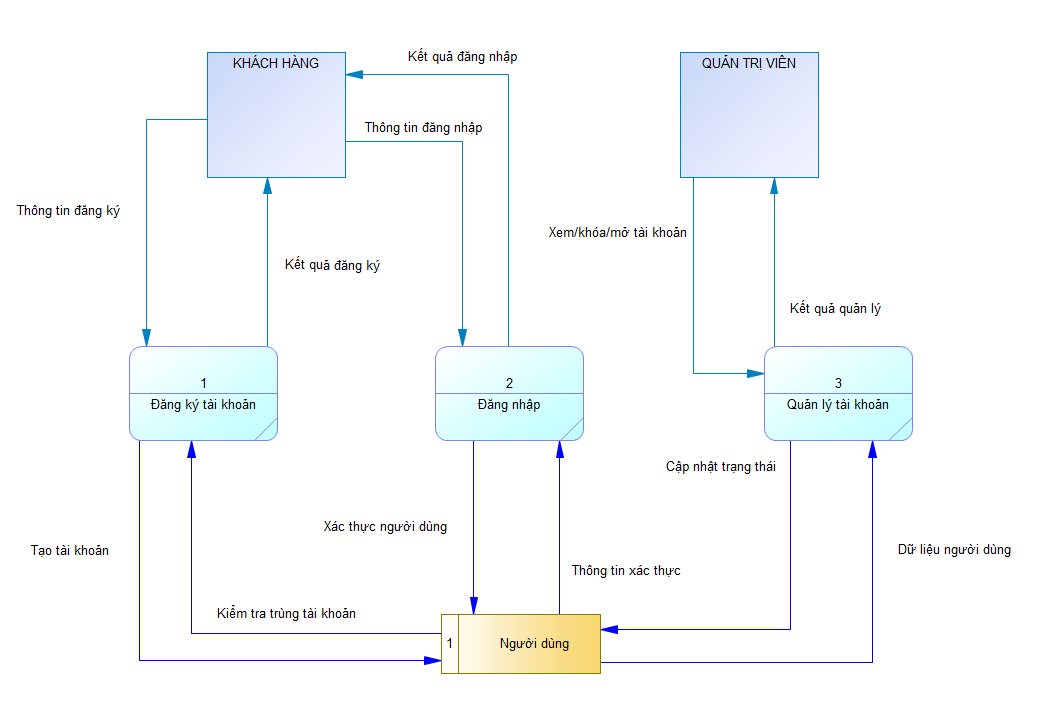 Kết quả đăng nhập
KHÁCH HÀNG
QUẢN TRỊ VIÊN
Thông tin đăng nhập
Thông tin đăng ký
Xem/khóa/mở tài khoản
Kết quả đăng ký
Kết quả quản lý
1
Đăng ký tài khoản
2
Đăng nhập
3
Quản lý tài khoản
Cập nhật trạng thái
Xác thực người dùng
Tạo tài khoản
Dữ liệu người dùng
Thông tin xác thực
Kiểm tra trùng tài khoản
1
Người dùng